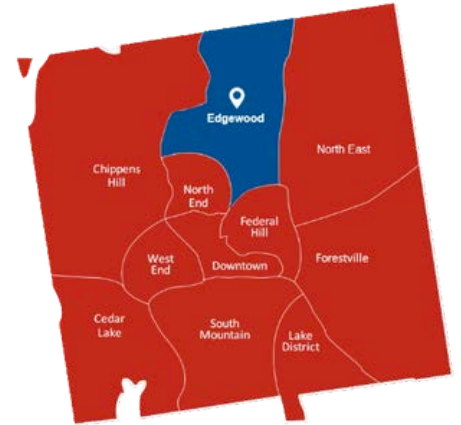 Edgewood
North East
Chippens
Hill
North
End
Federal
Hill
West
End
Downtown
Forestville
Cedar
Lake
South
Mountain
Lake
District